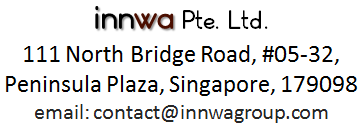 innwa Pte. Ltd.
111 North Bridge Road, #05-32,
Peninsula Plaza, Singapore, 179098
email: contact@innwagroup.com